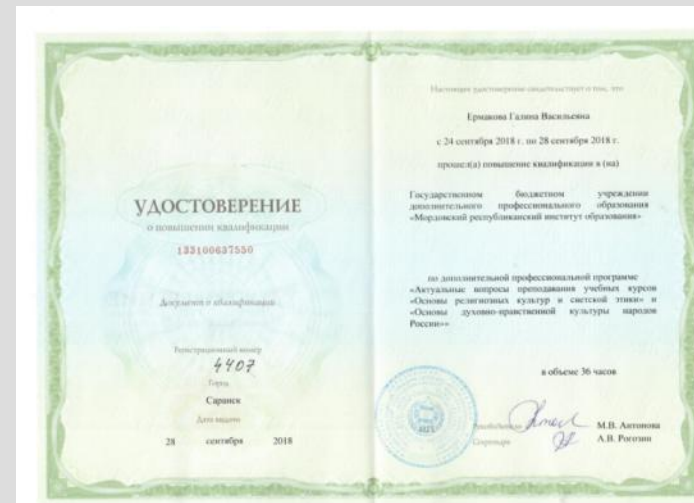 УДОСТОВЕРЕНИЕ
о повышении квалификации
133100637550
Документ о квалификации
Регистрационный номер
4407
Город
Саранск
Дата выдачи
28 сентября 2018
Настоящее удостоверение свидетельствует о том, что
Ермакова Галина Васильевна
с 24 сентября 2018 г. по 28 сентября 2018 г.
прошел(а) повышение квалификации в (на)
Государственном бюджетном учреждении
дополнительного профессионального образования
«Мордовский республиканский институт образования»
по дополнительной профессиональной программе
«Актуальные вопросы преподавания учебных курсов
«Основы религиозных культур и светской этики» и
«Основы духовно-нравственной культуры народов
России»»
в объеме 36 часов
Руководитель М.В. Антонова
Секретарь А.В. Рогозин